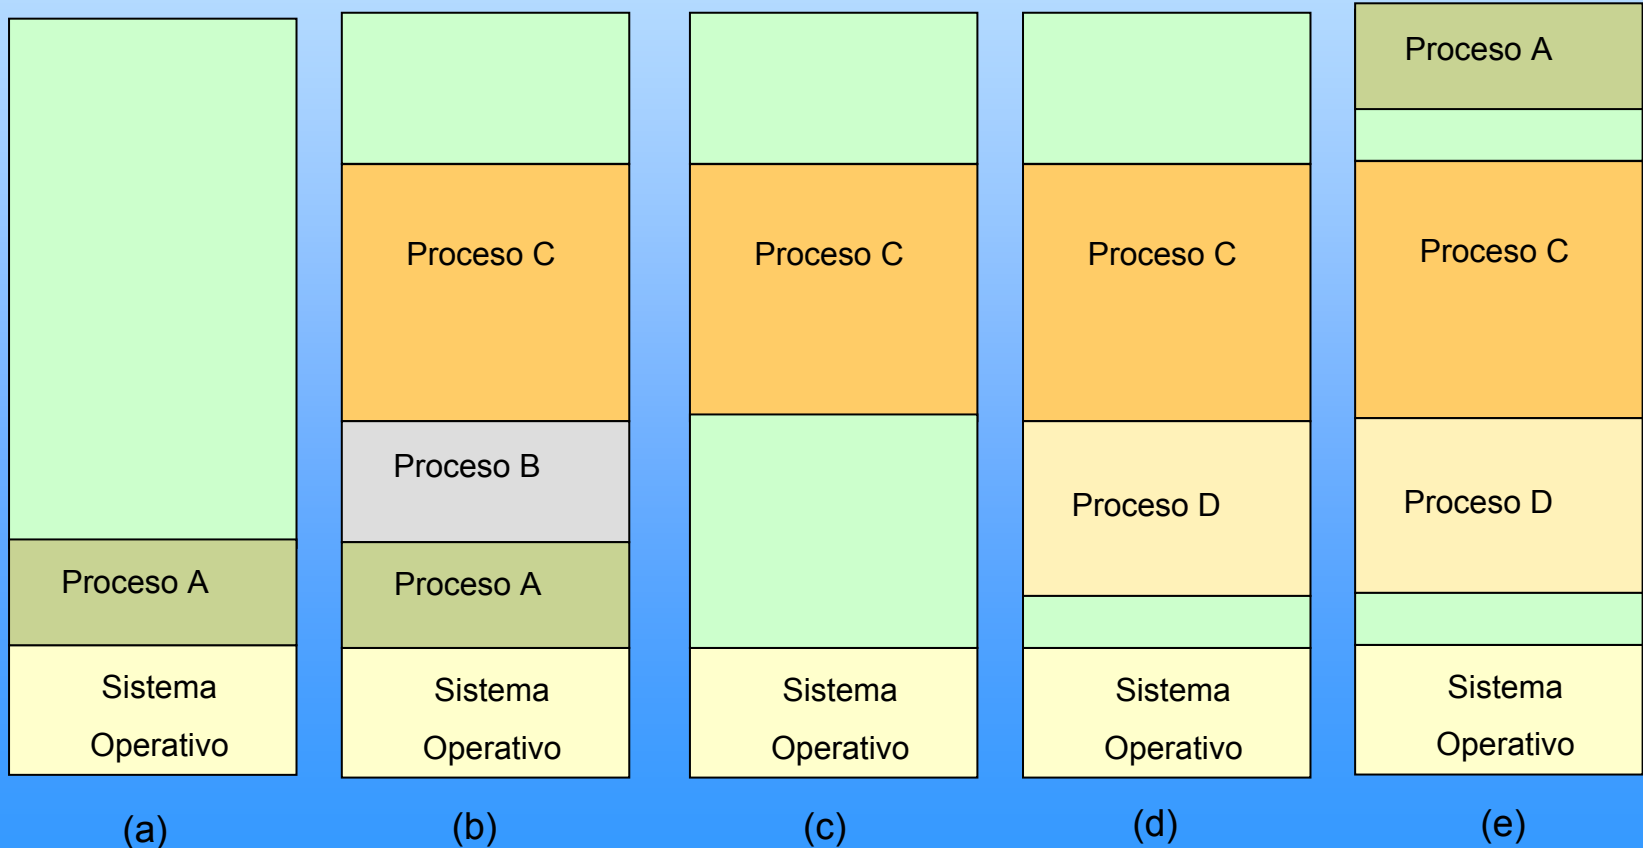 Proceso A
Sistema
Operativo
(a)
Proceso C
Proceso B
Proceso A
Sistema
Operativo
(b)
Proceso C
Sistema
Operativo
(c)
Proceso C
Proceso D
Sistema
Operativo
(d)
Proceso A
Proceso C
Proceso D
Sistema
Operativo
(e)